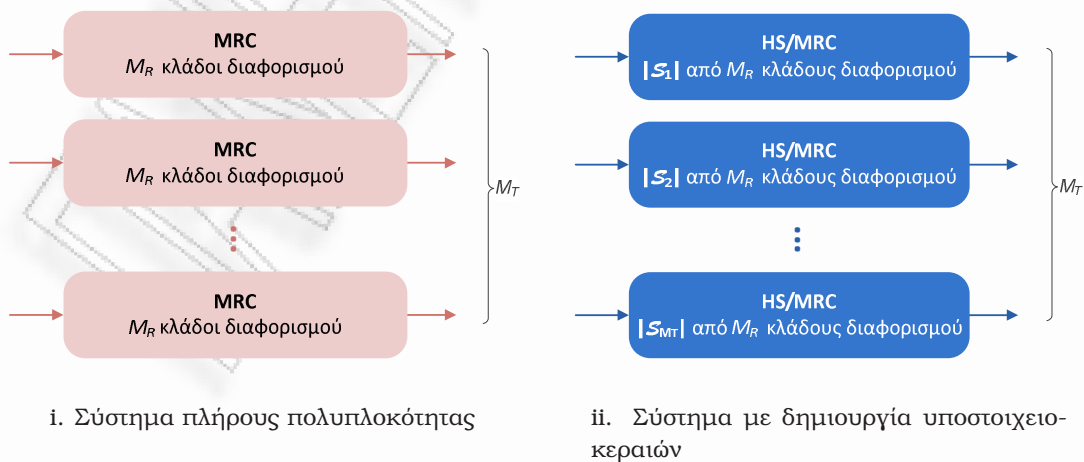 MRC
M_R κλάδοι διαφορισμού
MRC
M_R κλάδοι διαφορισμού
MRC
M_R κλάδοι διαφορισμού
M_T
i. Σύστημα πλήρους πολυπλοκότητας
HS/MRC
|S_1| από M_R κλάδους διαφορισμού
HS/MRC
|S_2| από M_R κλάδους διαφορισμού
HS/MRC
|S_MT| από M_R κλάδους διαφορισμού
M_T
ii. Σύστημα με δημιουργία υποστοιχειο-
κεραιών